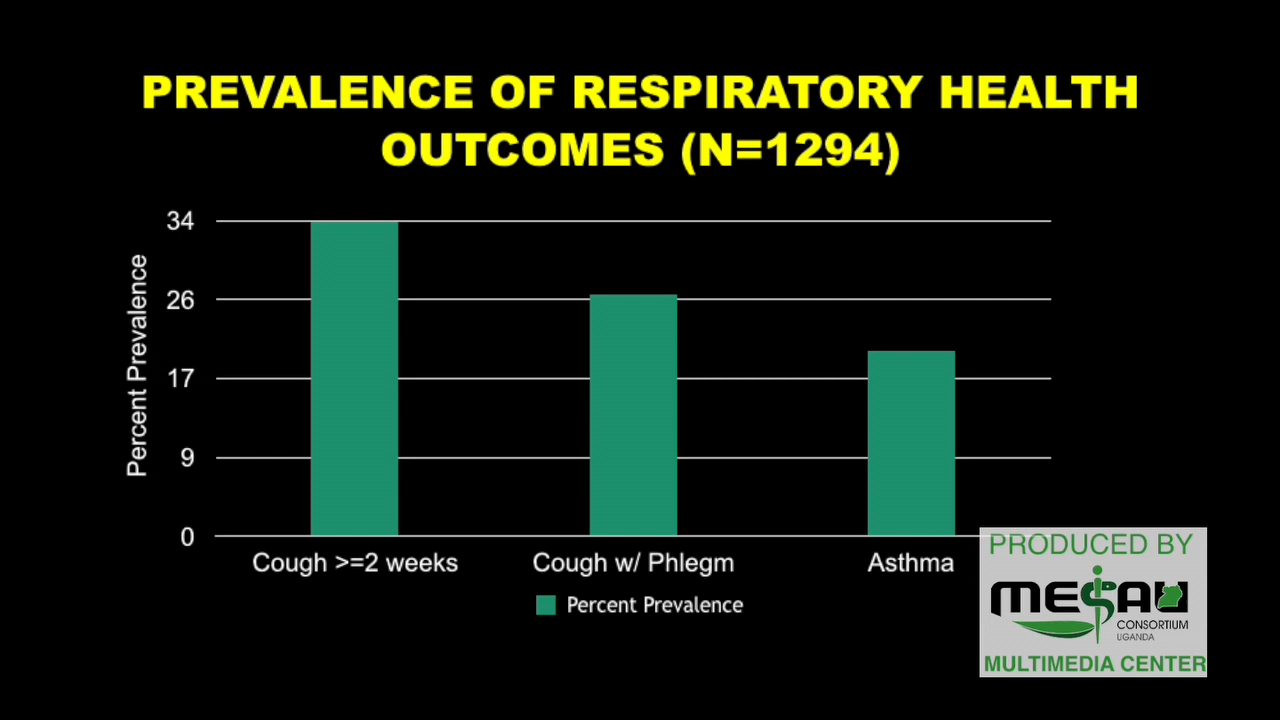 PREVALENCE OF RESPIRATORY HEALTH
OUTCOMES (N=1294)
Percent Prevalence
34
26
17
9
0
Cough >=2 weeks
Cough w/ Phlegm
Asthma
Percent Prevalence
PRODUCED BY
MESAU
CONSORTIUM
UGANDA
MULTIMEDIA CENTER